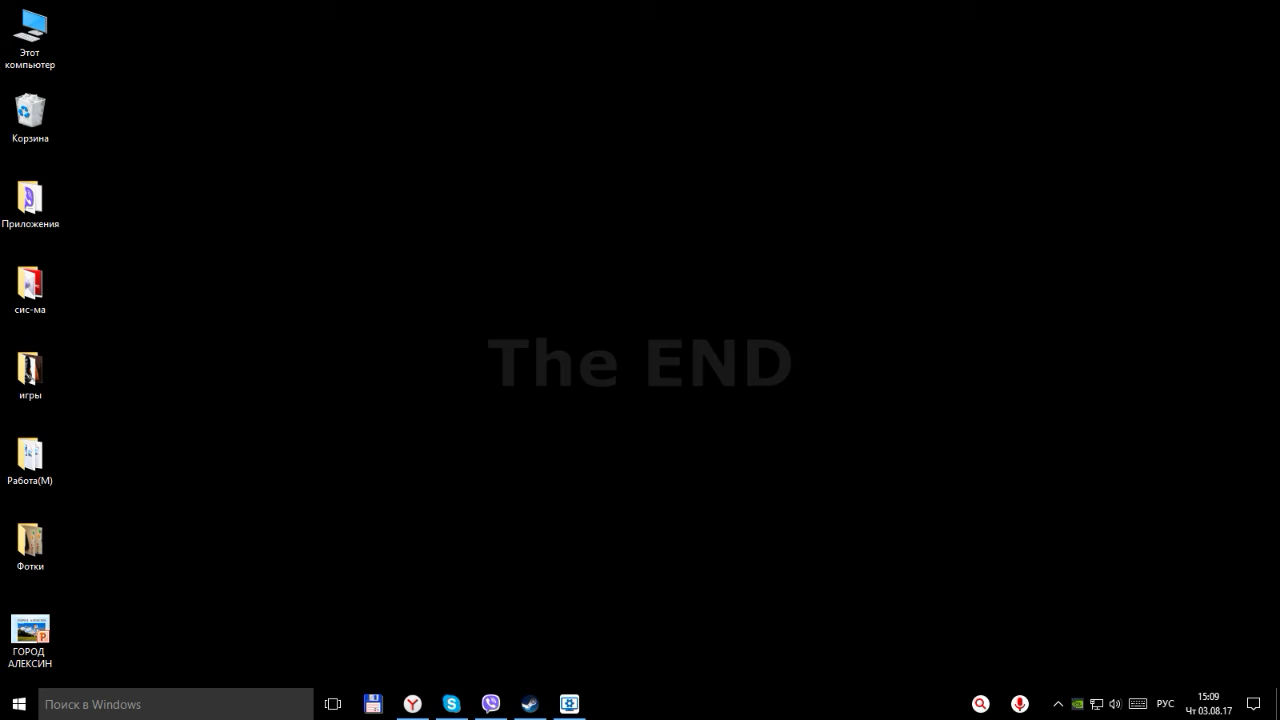 Этот
компьютер
Корзина
Приложения
сис-ма
игры
Работа(М)
Фотки
ГОРОД
АЛЕКСИН
The END
Поиск в Windows
РУС
15:09
Чт 03.08.17